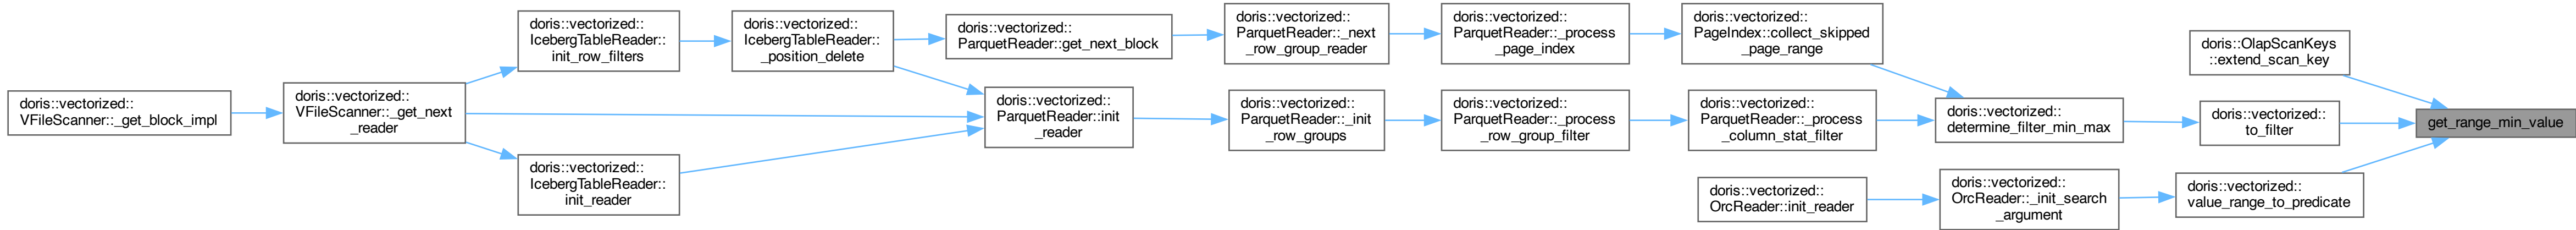 doris::vectorized::
VFileScanner::_get_block_impl
doris::vectorized::
VFileScanner::_get_next
_reader
doris::vectorized::
IcebergTableReader::
init_row_filters
doris::vectorized::
IcebergTableReader::
init_reader
doris::vectorized::
IcebergTableReader::
_position_delete
doris::vectorized::
ParquetReader::get_next_block
doris::vectorized::
ParquetReader::init
_reader
doris::vectorized::
ParquetReader::_next
_row_group_reader
doris::vectorized::
ParquetReader::_init
_row_groups
doris::vectorized::
ParquetReader::_process
_page_index
doris::vectorized::
ParquetReader::_process
_row_group_filter
doris::vectorized::
PageIndex::collect_skipped
_page_range
doris::vectorized::
ParquetReader::_process
_column_stat_filter
doris::vectorized::
OrcReader::init_reader
doris::vectorized::
determine_filter_min_max
doris::vectorized::
OrcReader::_init_search
_argument
doris::OlapScanKeys
::extend_scan_key
doris::vectorized::
to_filter
doris::vectorized::
value_range_to_predicate
get_range_min_value